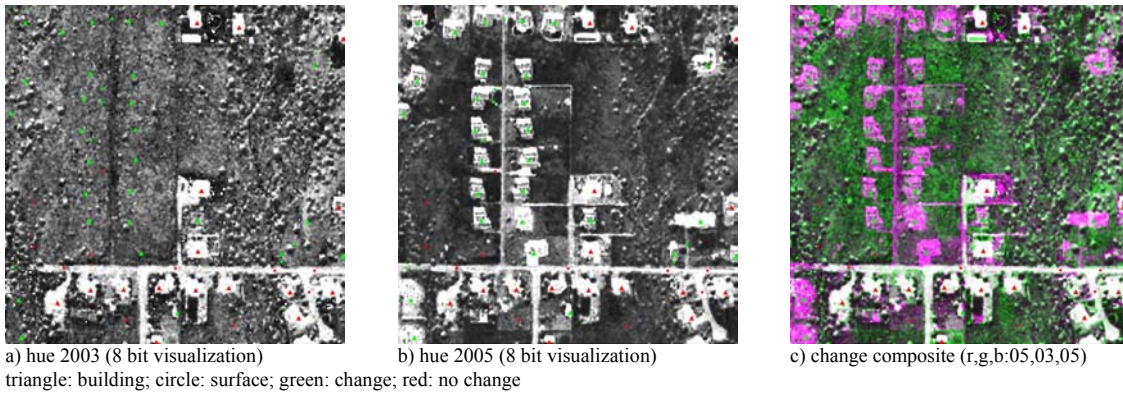 a) hue 2003 (8 bit visualization)
b) hue 2005 (8 bit visualization)
c) change composite (r,g,b:05,03,05)
triangle: building; circle: surface; green: change; red: no change